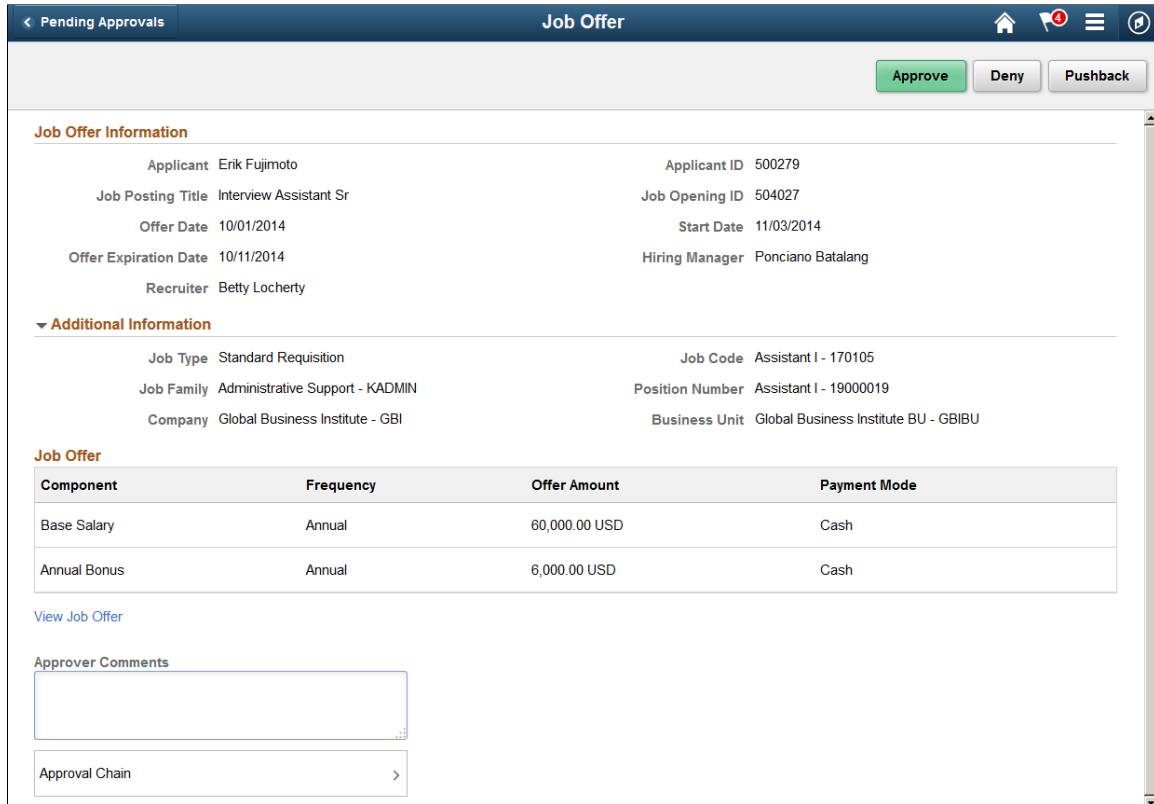 Pending Approvals
Job Offer
4
Approve Deny Pushback
Job Offer Information
Applicant Erik Fujimoto Applicant ID 500279
Job Posting Title Interview Assistant Sr Job Opening ID 504027
Offer Date 10/01/2014 Start Date 11/03/2014
Offer Expiration Date 10/11/2014 Hiring Manager Ponciano Batalang
Recruiter Betty Locherty
Additional Information
Job Type Standard Requisition Job Code Assistant I - 170105
Job Family Administrative Support - KADMIN Position Number Assistant I - 19000019
Company Global Business Institute - GBI Business Unit Global Business Institute BU - GBIBU
Job Offer
Component Frequency Offer Amount Payment Mode
Base Salary Annual 60,000.00 USD Cash
Annual Bonus Annual 6,000.00 USD Cash
View Job Offer
Approver Comments
Approval Chain